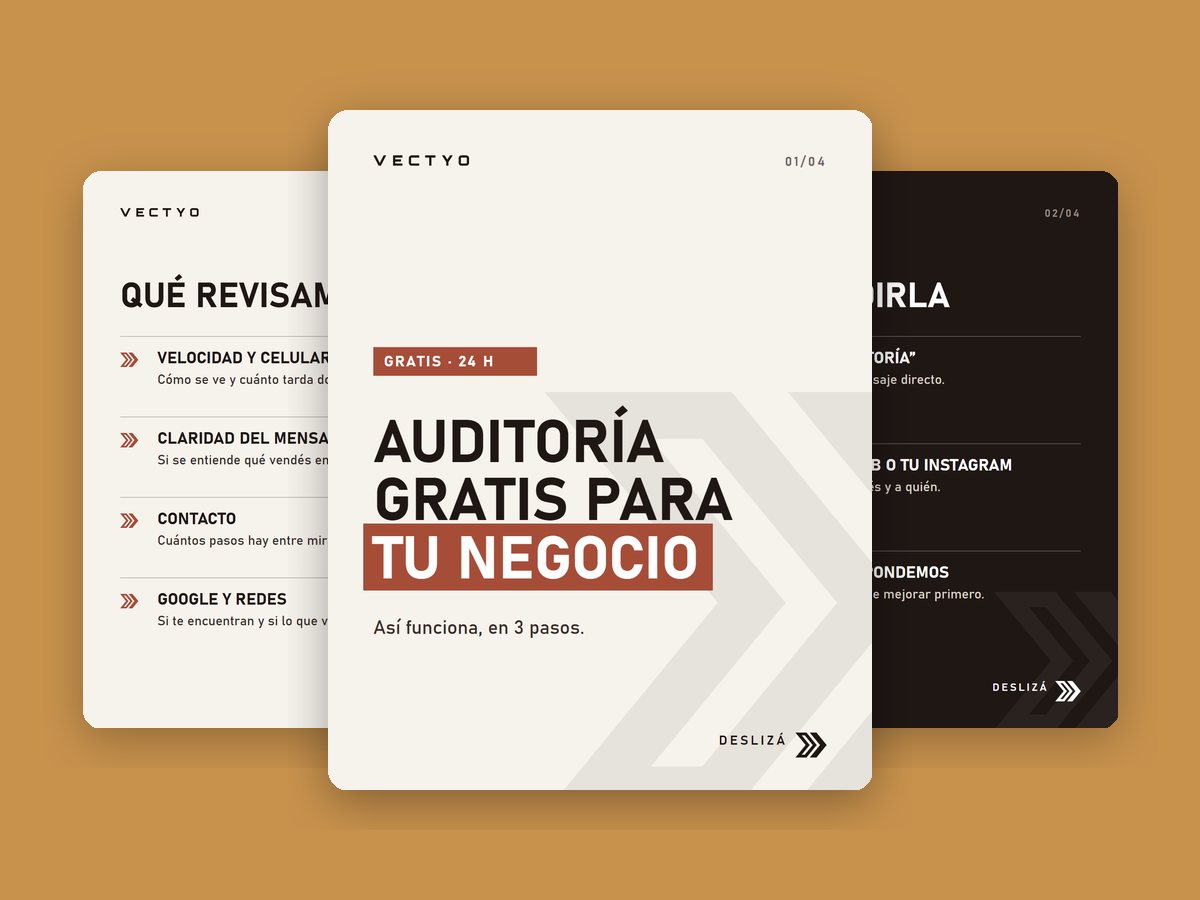 VECTYO
QUÉ REVISAM
VELOCIDAD Y CELULAR
Cómo se ve y cuánto tarda
CLARIDAD DEL MENSA
Si se entiende qué vendés en
CONTACTO
Cuántos pasos hay entre
GOOGLE Y REDES
Si te encuentran y si lo que
VECTYO
01/04
GRATIS · 24 H
AUDITORÍA
GRATIS PARA
TU NEGOCIO
Así funciona, en 3 pasos.
DESLIZÁ
02/04
DIRLA
TORÍA”
saje directo.
B O TU INSTAGRAM
és y a quién.
PONDEMOS
e mejorar primero.
DESLIZÁ